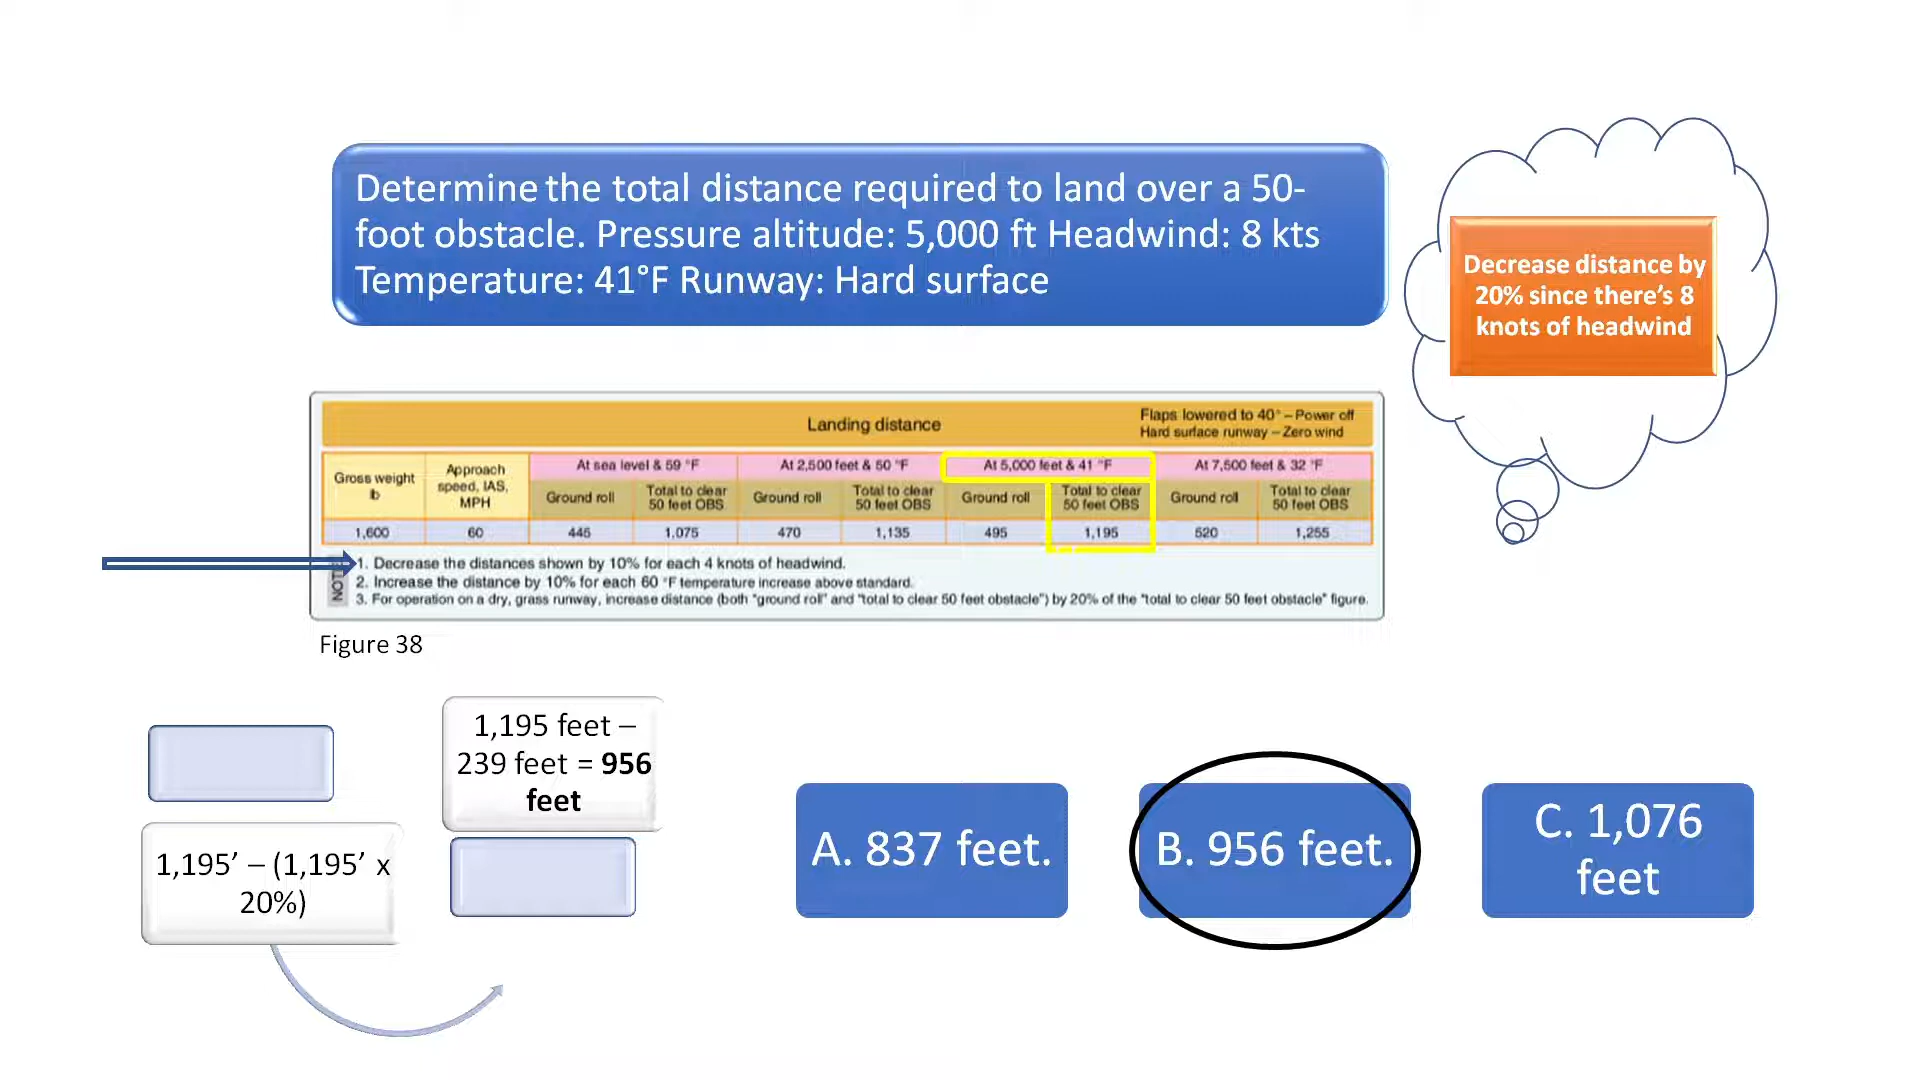 Determine the total distance required to land over a 50-
foot obstacle. Pressure altitude: 5,000 ft Headwind: 8 kts
Temperature: 41°F Runway: Hard surface
Decrease distance by
20% since there's 8
knots of headwind
Landing distance
Flaps lowered to 40° – Power off
Hard surface runway – Zero wind
Gross weight
lb
Approach
speed, IAS,
MPH
At sea level & 59 °F
At 2,500 feet & 50 °F
At 5,000 feet & 41 °F
At 7,500 feet & 32 °F
Ground roll
Total to clear
50 feet OBS
Ground roll
Total to clear
50 feet OBS
Ground roll
Total to clear
50 feet OBS
Ground roll
Total to clear
50 feet OBS
1,600 60 445 1,075 470 1,135 495 1,195 520 1,255
1. Decrease the distances shown by 10% for each 4 knots of headwind.
2. Increase the distance by 10% for each 60 °F temperature increase above standard.
3. For operation on a dry, grass runway, increase distance (both "ground roll" and "total to clear 50 feet obstacle") by 20% of the "total to clear 50 feet obstacle" figure.
Figure 38
1,195 feet –
239 feet = 956
feet
1,195' – (1,195' x
20%)
A. 837 feet.
B. 956 feet.
C. 1,076
feet